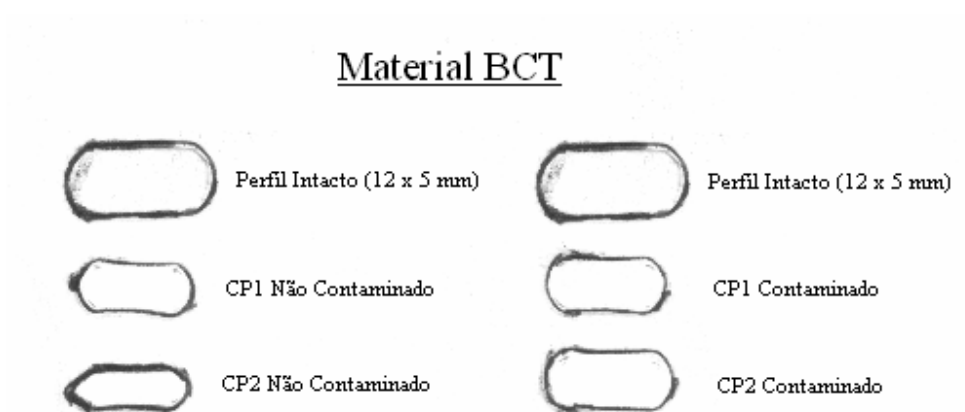 Material BCT
Perfil Intacto (12 x 5 mm)
Perfil Intacto (12 x 5 mm)
CP1 Não Contaminado
CP1 Contaminado
CP2 Não Contaminado
CP2 Contaminado